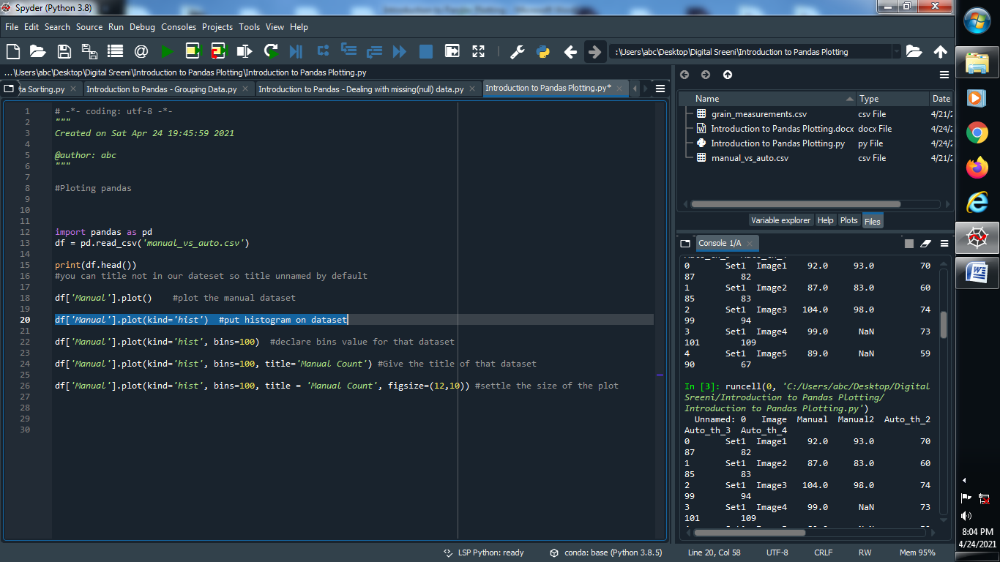 Spyder (Python 3.8)
File Edit Search Source Run Debug Consoles Projects Tools View Help
:\Users\abc\Desktop\Digital Sreeni\Introduction to Pandas Plotting
...\Users\abc\Desktop\Digital Sreeni\Introduction to Pandas Plotting\Introduction to Pandas Plotting.py
ta Sorting.py Introduction to Pandas - Grouping Data.py Introduction to Pandas - Dealing with missing(null) data.py Introduction to Pandas Plotting.py*
1 # -*- coding: utf-8 -*-
2 """
3 Created on Sat Apr 24 19:45:59 2021
4
5 @author: abc
6 """
7
8 #Ploting pandas
9
10
11
12 import pandas as pd
13 df = pd.read_csv('manual_vs_auto.csv')
14
15 print(df.head())
16 #you can title not in our dateset so title unnamed by default
17
18 df['Manual'].plot()    #plot the manual dataset
19
20 df['Manual'].plot(kind='hist')  #put histogram on dataset
21
22 df['Manual'].plot(kind='hist', bins=100)  #declare bins value for that dataset
23
24 df['Manual'].plot(kind='hist', bins=100, title='Manual Count') #Give the title of that dataset
25
26 df['Manual'].plot(kind='hist', bins=100, title = 'Manual Count', figsize=(12,10)) #settle the size of the plot
27
28
29
30
Name Type Date
grain_measurements.csv csv File 4/21/2
Introduction to Pandas Plotting.docx docx File 4/24/2
Introduction to Pandas Plotting.py py File 4/24/2
manual_vs_auto.csv csv File 4/21/2
Variable explorer Help Plots Files
Console 1/A
0 Set1 Image1 92.0 93.0 70
87 82
1 Set1 Image2 87.0 83.0 60
85 83
2 Set1 Image3 104.0 98.0 74
99 94
3 Set1 Image4 99.0 NaN 73
101 109
4 Set1 Image5 89.0 NaN 59
90 67
In [3]: runcell(0, 'C:/Users/abc/Desktop/Digital
Sreeni/Introduction to Pandas Plotting/
Introduction to Pandas Plotting.py')
Unnamed: 0 Image Manual Manual2 Auto_th_2
Auto_th_3 Auto_th_4
0 Set1 Image1 92.0 93.0 70
87 82
1 Set1 Image2 87.0 83.0 60
85 83
2 Set1 Image3 104.0 98.0 74
99 94
3 Set1 Image4 99.0 NaN 73
101 109
LSP Python: ready conda: base (Python 3.8.5) Line 20, Col 58 UTF-8 CRLF RW Mem 95%
8:04 PM
4/24/2021